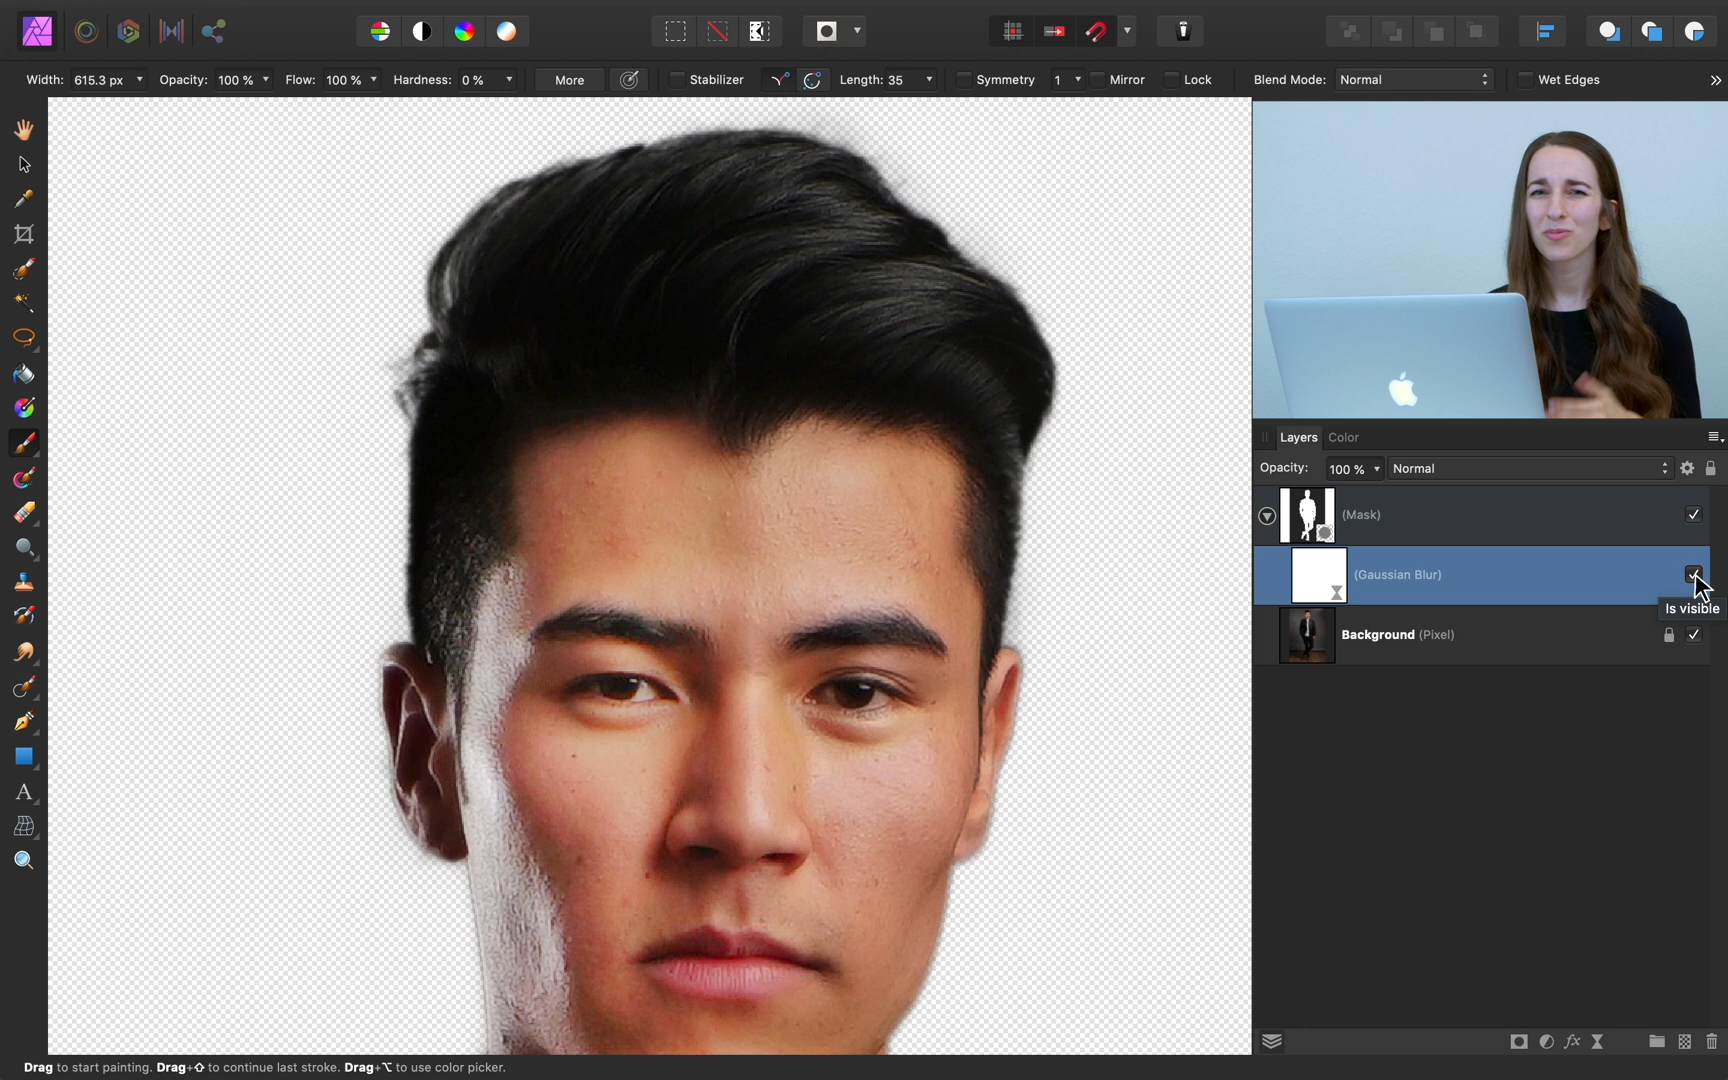 Width: 615.3 px Opacity: 100 % Flow: 100 % Hardness: 0 % More Stabilizer Length: 35 Symmetry 1 Mirror Lock Blend Mode: Normal Wet Edges
Layers Color
Opacity: 100 % Normal
(Mask)
(Gaussian Blur)
Is visible
Background (Pixel)
A
Drag to start painting. Drag+⇧ to continue last stroke. Drag+⌥ to use color picker.